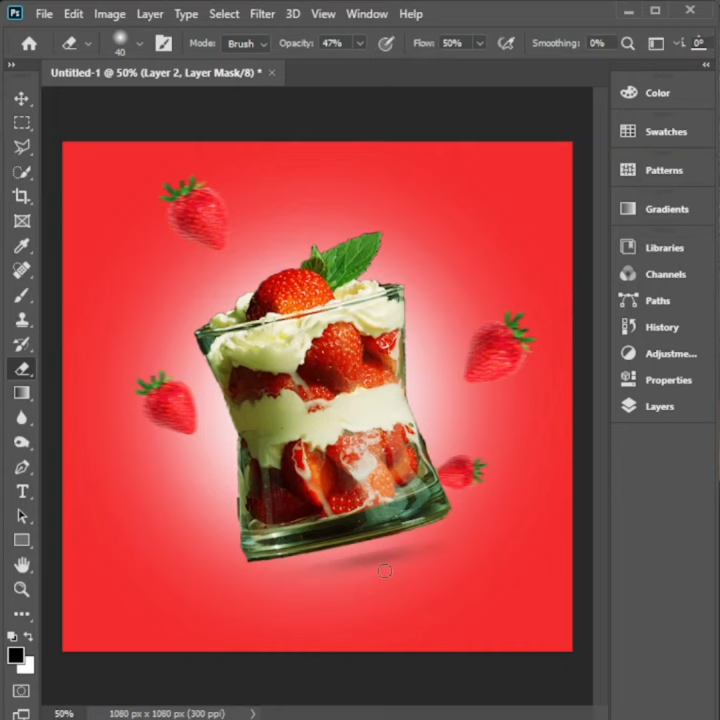 Ps File Edit Image Layer Type Select Filter 3D View Window Help
40 Mode: Brush Opacity: 47% Flow: 50% Smoothing: 0% 0°
Untitled-1 @ 50% (Layer 2, Layer Mask/8) * ×
Color
Swatches
Patterns
Gradients
Libraries
Channels
Paths
History
Adjustme...
Properties
Layers
50% 1080 px x 1080 px (300 ppi)